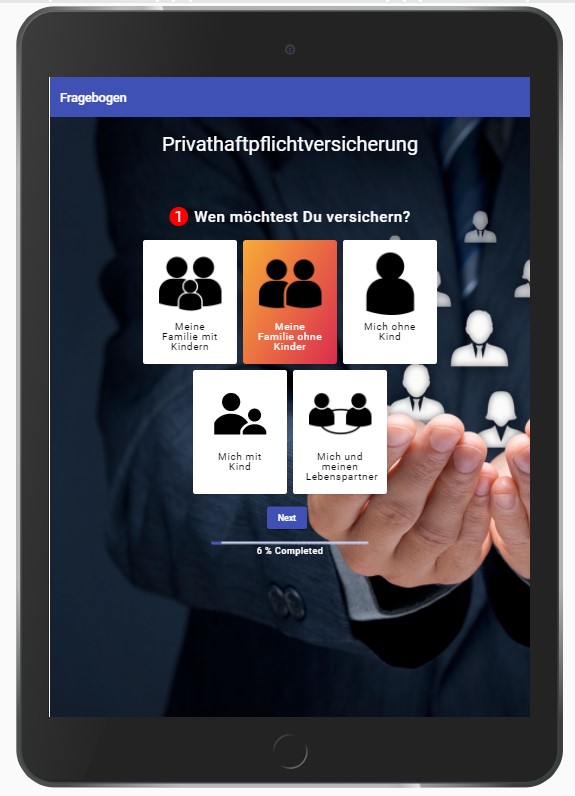 Fragebogen
Privathaftpflichtversicherung
1 Wen möchtest Du versichern?
Meine
Familie mit
Kindern
Meine
Familie ohne
Kinder
Mich ohne
Kind
Mich mit
Kind
Mich und
meinen
Lebenspartner
Next
6 % Completed